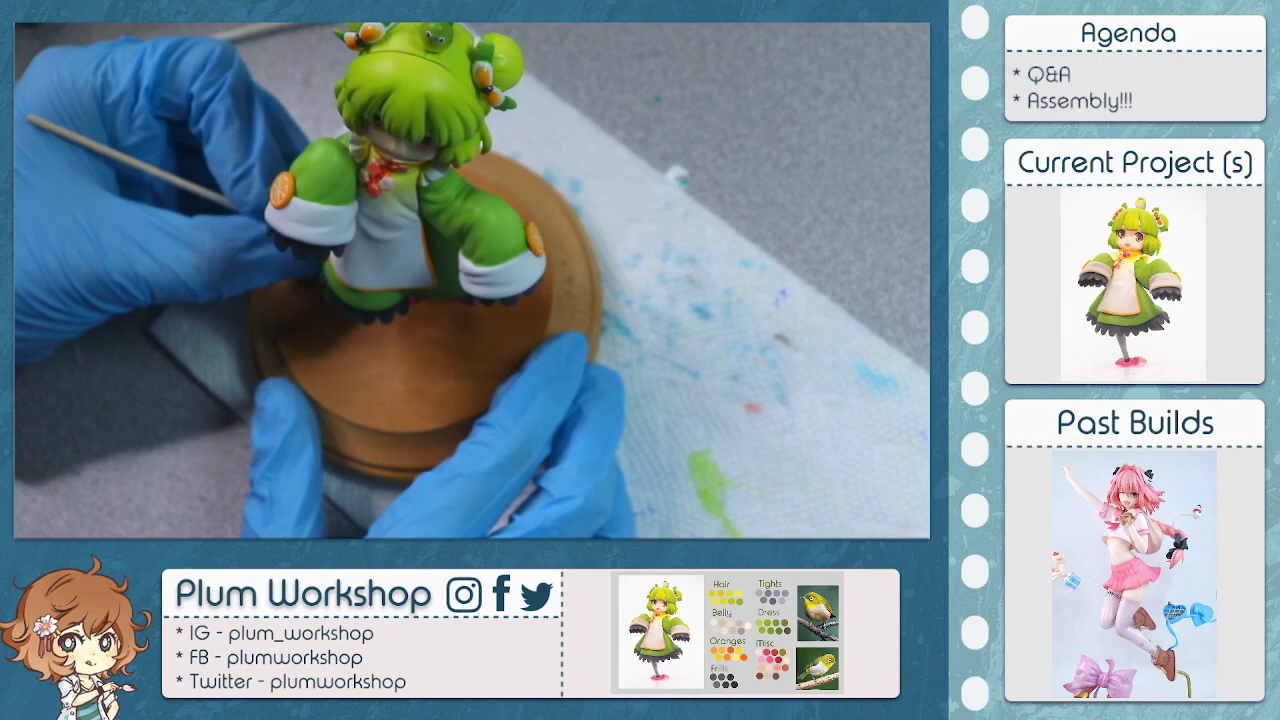 Agenda
* Q&A
* Assembly!!!
Current Project (s)
Past Builds
Plum Workshop
* IG - plum_workshop
* FB - plumworkshop
* Twitter - plumworkshop
Hair
Tights
Belly
Dress
Oranges
Misc.
Frills